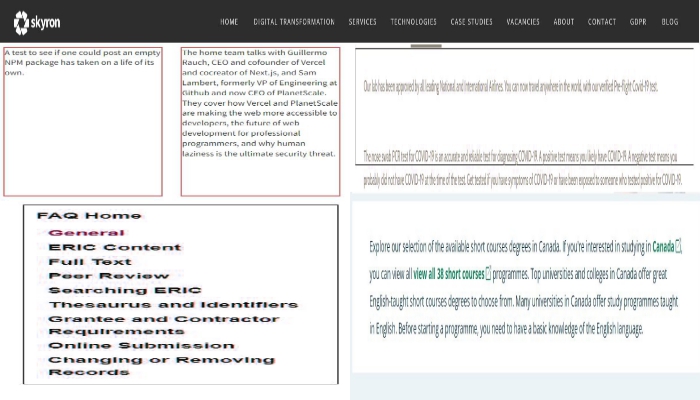 skyron
HOME DIGITAL TRANSFORMATION SERVICES TECHNOLOGIES CASE STUDIES VACANCIES ABOUT CONTACT GDPR BLOG
A test to see if one could post an empty
NPM package has taken on a life of its
own.
The home team talks with Guillermo
Rauch, CEO and cofounder of Vercel
and cocreator of Next.js, and Sam
Lambert, formerly VP of Engineering at
Github and now CEO of PlanetScale.
They cover how Vercel and PlanetScale
are making the web more accessible to
developers, the future of web
development for professional
programmers, and why human
laziness is the ultimate security threat.
Our lab has been approved by all leading National and International Airlines. You can now travel anywhere in the world, with our verified Pre-Flight Covid-19 test.
The nose swab PCR test for COVID-19 is an accurate and reliable test for diagnosing COVID-19. A positive test means you likely have COVID-19. A negative test means you
probably did not have COVID-19 at the time of the test. Get tested if you have symptoms of COVID-19 or have been exposed to someone who tested positive for COVID-19.
FAQ Home
General
ERIC Content
Full Text
Peer Review
Searching ERIC
Thesaurus and Identifiers
Grantee and Contractor
Requirements
Online Submission
Changing or Removing
Records
Explore our selection of the available short courses degrees in Canada. If you're interested in studying in Canada,
you can view all view all 38 short courses programmes. Top universities and colleges in Canada offer great
English-taught short courses degrees to choose from. Many universities in Canada offer study programmes taught
in English. Before starting a programme, you need to have a basic knowledge of the English language.